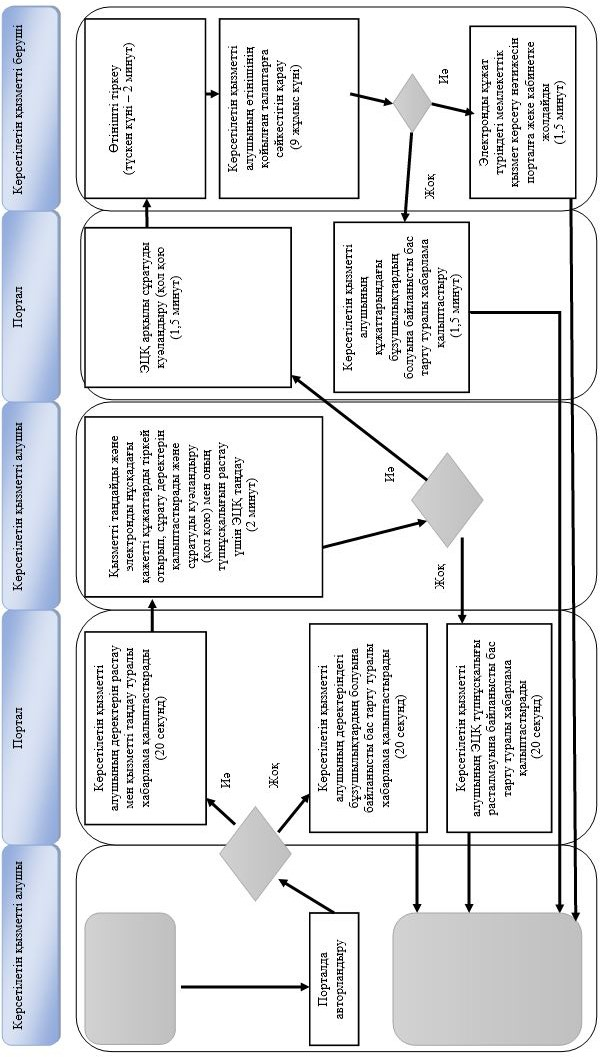 Көрсетілетін қызметті алушы
Портал
Көрсетілетін қызметті алушы
Портал
Көрсетілетін қызметті беруші
Порталда
авторландыру
Көрсетілетін қызметті
алушының деректерін растау
мен қызметті таңдау туралы
хабарлама қалыптастырады
(20 секунд)
Иә
Жоқ
Көрсетілетін қызметті
алушының деректеріндегі
бұзушылықтардың болуына
байланысты бас тарту туралы
хабарлама қалыптастырады
(20 секунд)
Көрсетілетін қызметті
алушының ЭЦҚ түпнұсқалығы
расталмауына байланысты бас
тарту туралы хабарлама
қалыптастырады
(20 секунд)
Қызметті таңдайды және
электронды нұсқадағы
қажетті құжаттарды тіркей
отырып, сұрату деректерін
қалыптастырады және
сұратуды куәландыру
(қол қою) мен оның
түпнұсқалығын растау
үшін ЭЦҚ таңдау
(2 минут)
Иә
Жоқ
ЭЦҚ арқылы сұратуды
куәландыру (қол қою)
(1,5 минут)
Көрсетілетін қызметті
алушының
құжаттарындағы
бұзушылықтардың
болуына байланысты бас
тарту туралы хабарлама
қалыптастыру
(1,5 минут)
Өтінішті тіркеу
(түскен күні – 2 минут)
Көрсетілетін қызметті
алушының өтінішінің
қойылған талаптарға
сәйкестігін қарау
(9 жұмыс күні)
Иә
Жоқ
Электронды құжат
түріндегі мемлекеттік
қызмет көрсету нәтижесін
порталға жеке кабинетке
жолдайды
(1,5 минут)